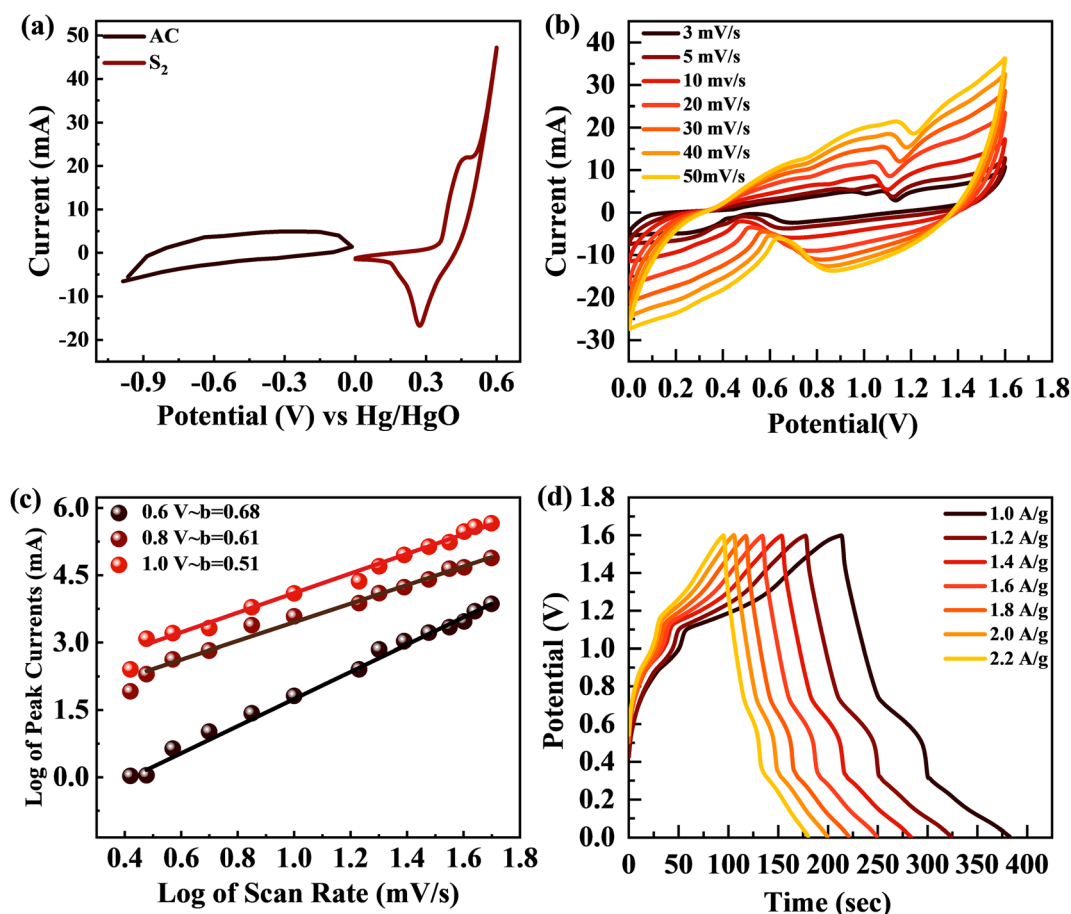 (a)
AC
S2
50
40
30
20
10
0
-10
-20
Current (mA)
-0.9 -0.6 -0.3 0.0 0.3 0.6
Potential (V) vs Hg/HgO
(b)
3 mV/s
5 mV/s
10 mv/s
20 mV/s
30 mV/s
40 mV/s
50mV/s
40
30
20
10
0
-10
-20
-30
Current (mA)
0.0 0.2 0.4 0.6 0.8 1.0 1.2 1.4 1.6 1.8
Potential(V)
(c)
0.6 V~b=0.68
0.8 V~b=0.61
1.0 V~b=0.51
6.0
4.5
3.0
1.5
0.0
Log of Peak Currents (mA)
0.4 0.6 0.8 1.0 1.2 1.4 1.6 1.8
Log of Scan Rate (mV/s)
(d)
1.0 A/g
1.2 A/g
1.4 A/g
1.6 A/g
1.8 A/g
2.0 A/g
2.2 A/g
1.8
1.6
1.4
1.2
1.0
0.8
0.6
0.4
0.2
0.0
Potential (V)
0 50 100 150 200 250 300 350 400
Time (sec)